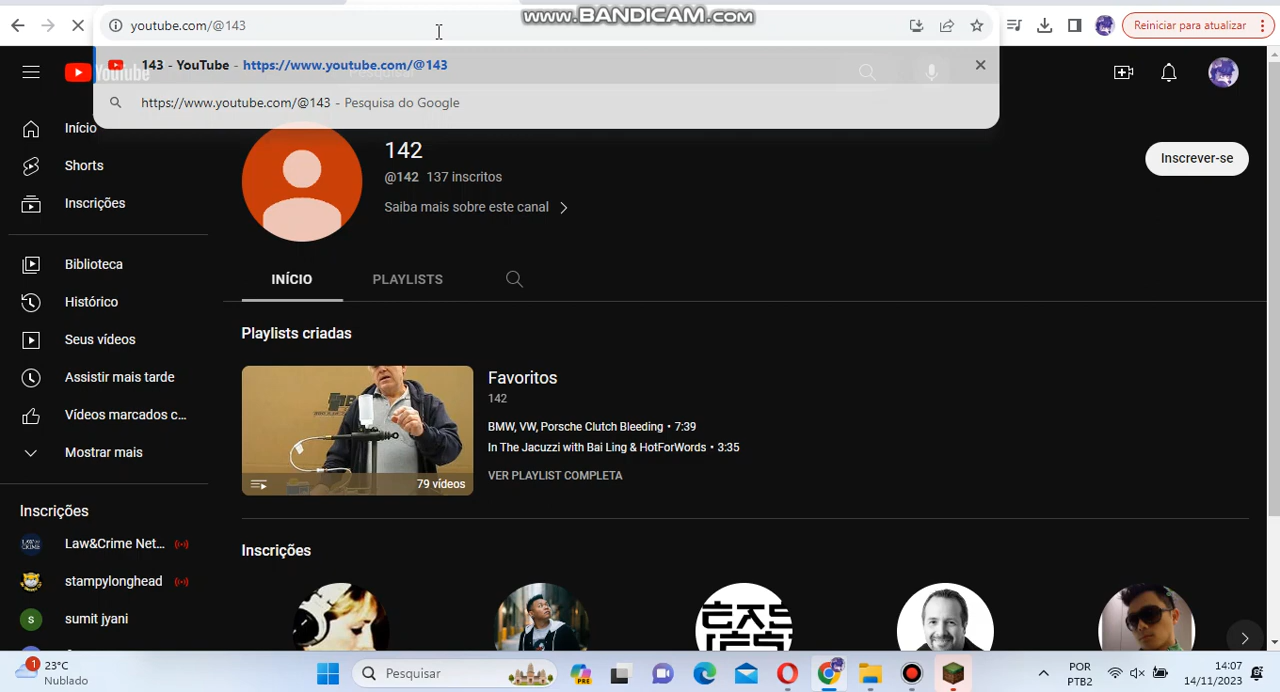 www.BANDICAM.com
youtube.com/@143
Reiniciar para atualizar
143 - YouTube - https://www.youtube.com/@143
https://www.youtube.com/@143 - Pesquisa do Google
YouTube
Pesquisar
Início
Shorts
Inscrições
Biblioteca
Histórico
Seus vídeos
Assistir mais tarde
Vídeos marcados c...
Mostrar mais
Inscrições
Law&Crime Net...
stampylonghead
S sumit jyani
142
@142 137 inscritos
Saiba mais sobre este canal
Inscrever-se
INÍCIO PLAYLISTS
Playlists criadas
79 vídeos
Favoritos
142
BMW, VW, Porsche Clutch Bleeding • 7:39
In The Jacuzzi with Bai Ling & HotForWords • 3:35
VER PLAYLIST COMPLETA
Inscrições
1
23°C
Nublado
Pesquisar
PRE
POR
PTB2
14:07
14/11/2023